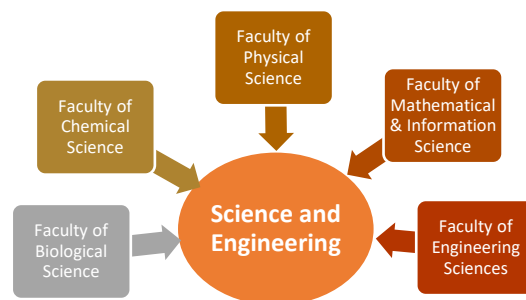 Faculty of
Physical
Science
Faculty of
Chemical
Science
Faculty of
Mathematical
& Information
Science
Science and
Engineering
Faculty of
Biological
Science
Faculty of
Engineering
Sciences